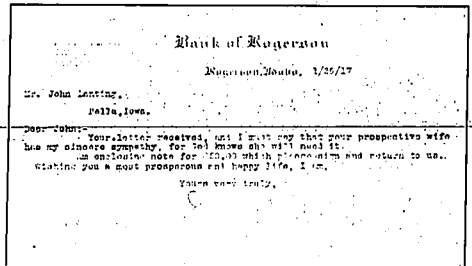 Bank of Rogerson
Rogerson, Idaho, 1/25/17
Mr. John Lenting,
Pella, Iowa.
Dear John:-
Your letter received, and I must say that your prospective wife
has my sincere sympathy, for God knows she will need it.
am enclosing note for which please sign and return to us.
Wishing you a most prosperous and happy life, I am,
Yours very truly,